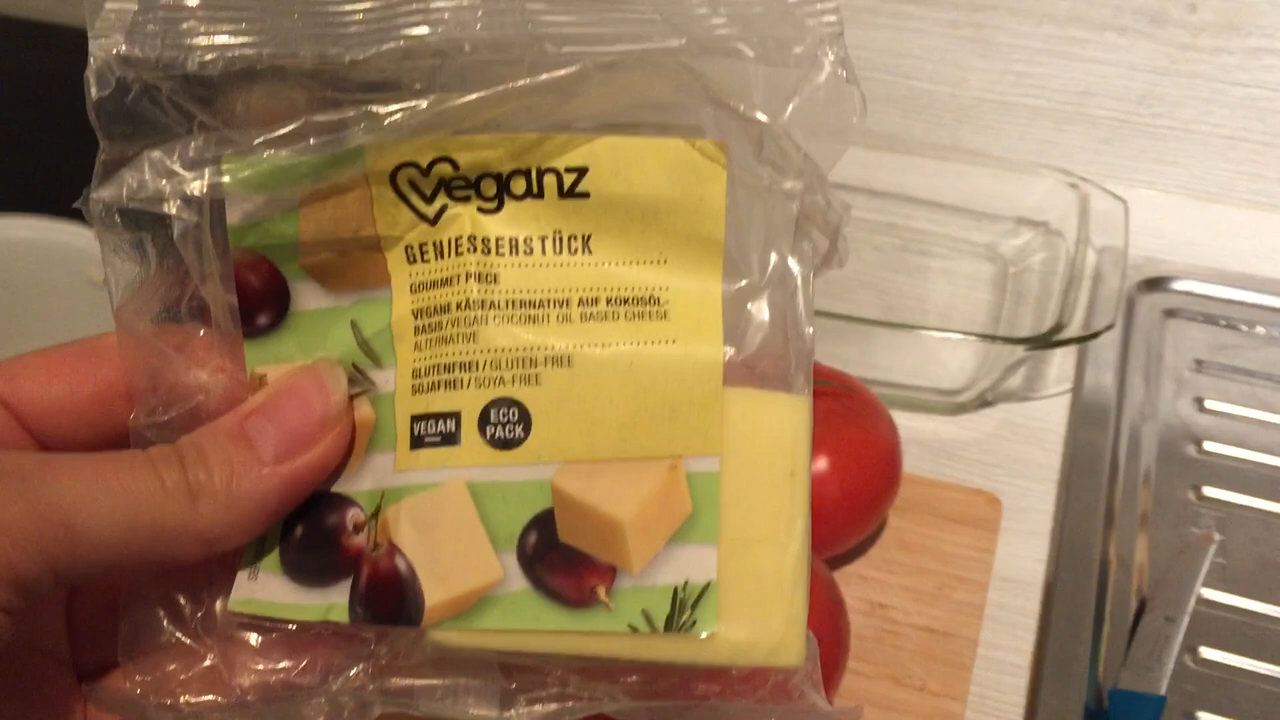 veganz
GENIESSERSTÜCK
GOURMET PIECE
VEGANE KÄSEALTERNATIVE AUF KOKOSÖL-
BASIS/VEGAN COCONUT OIL BASED CHEESE
ALTERNATIVE
GLUTENFREI / GLUTEN-FREE
SOJAFREI / SOYA-FREE
VEGAN
ECO
PACK